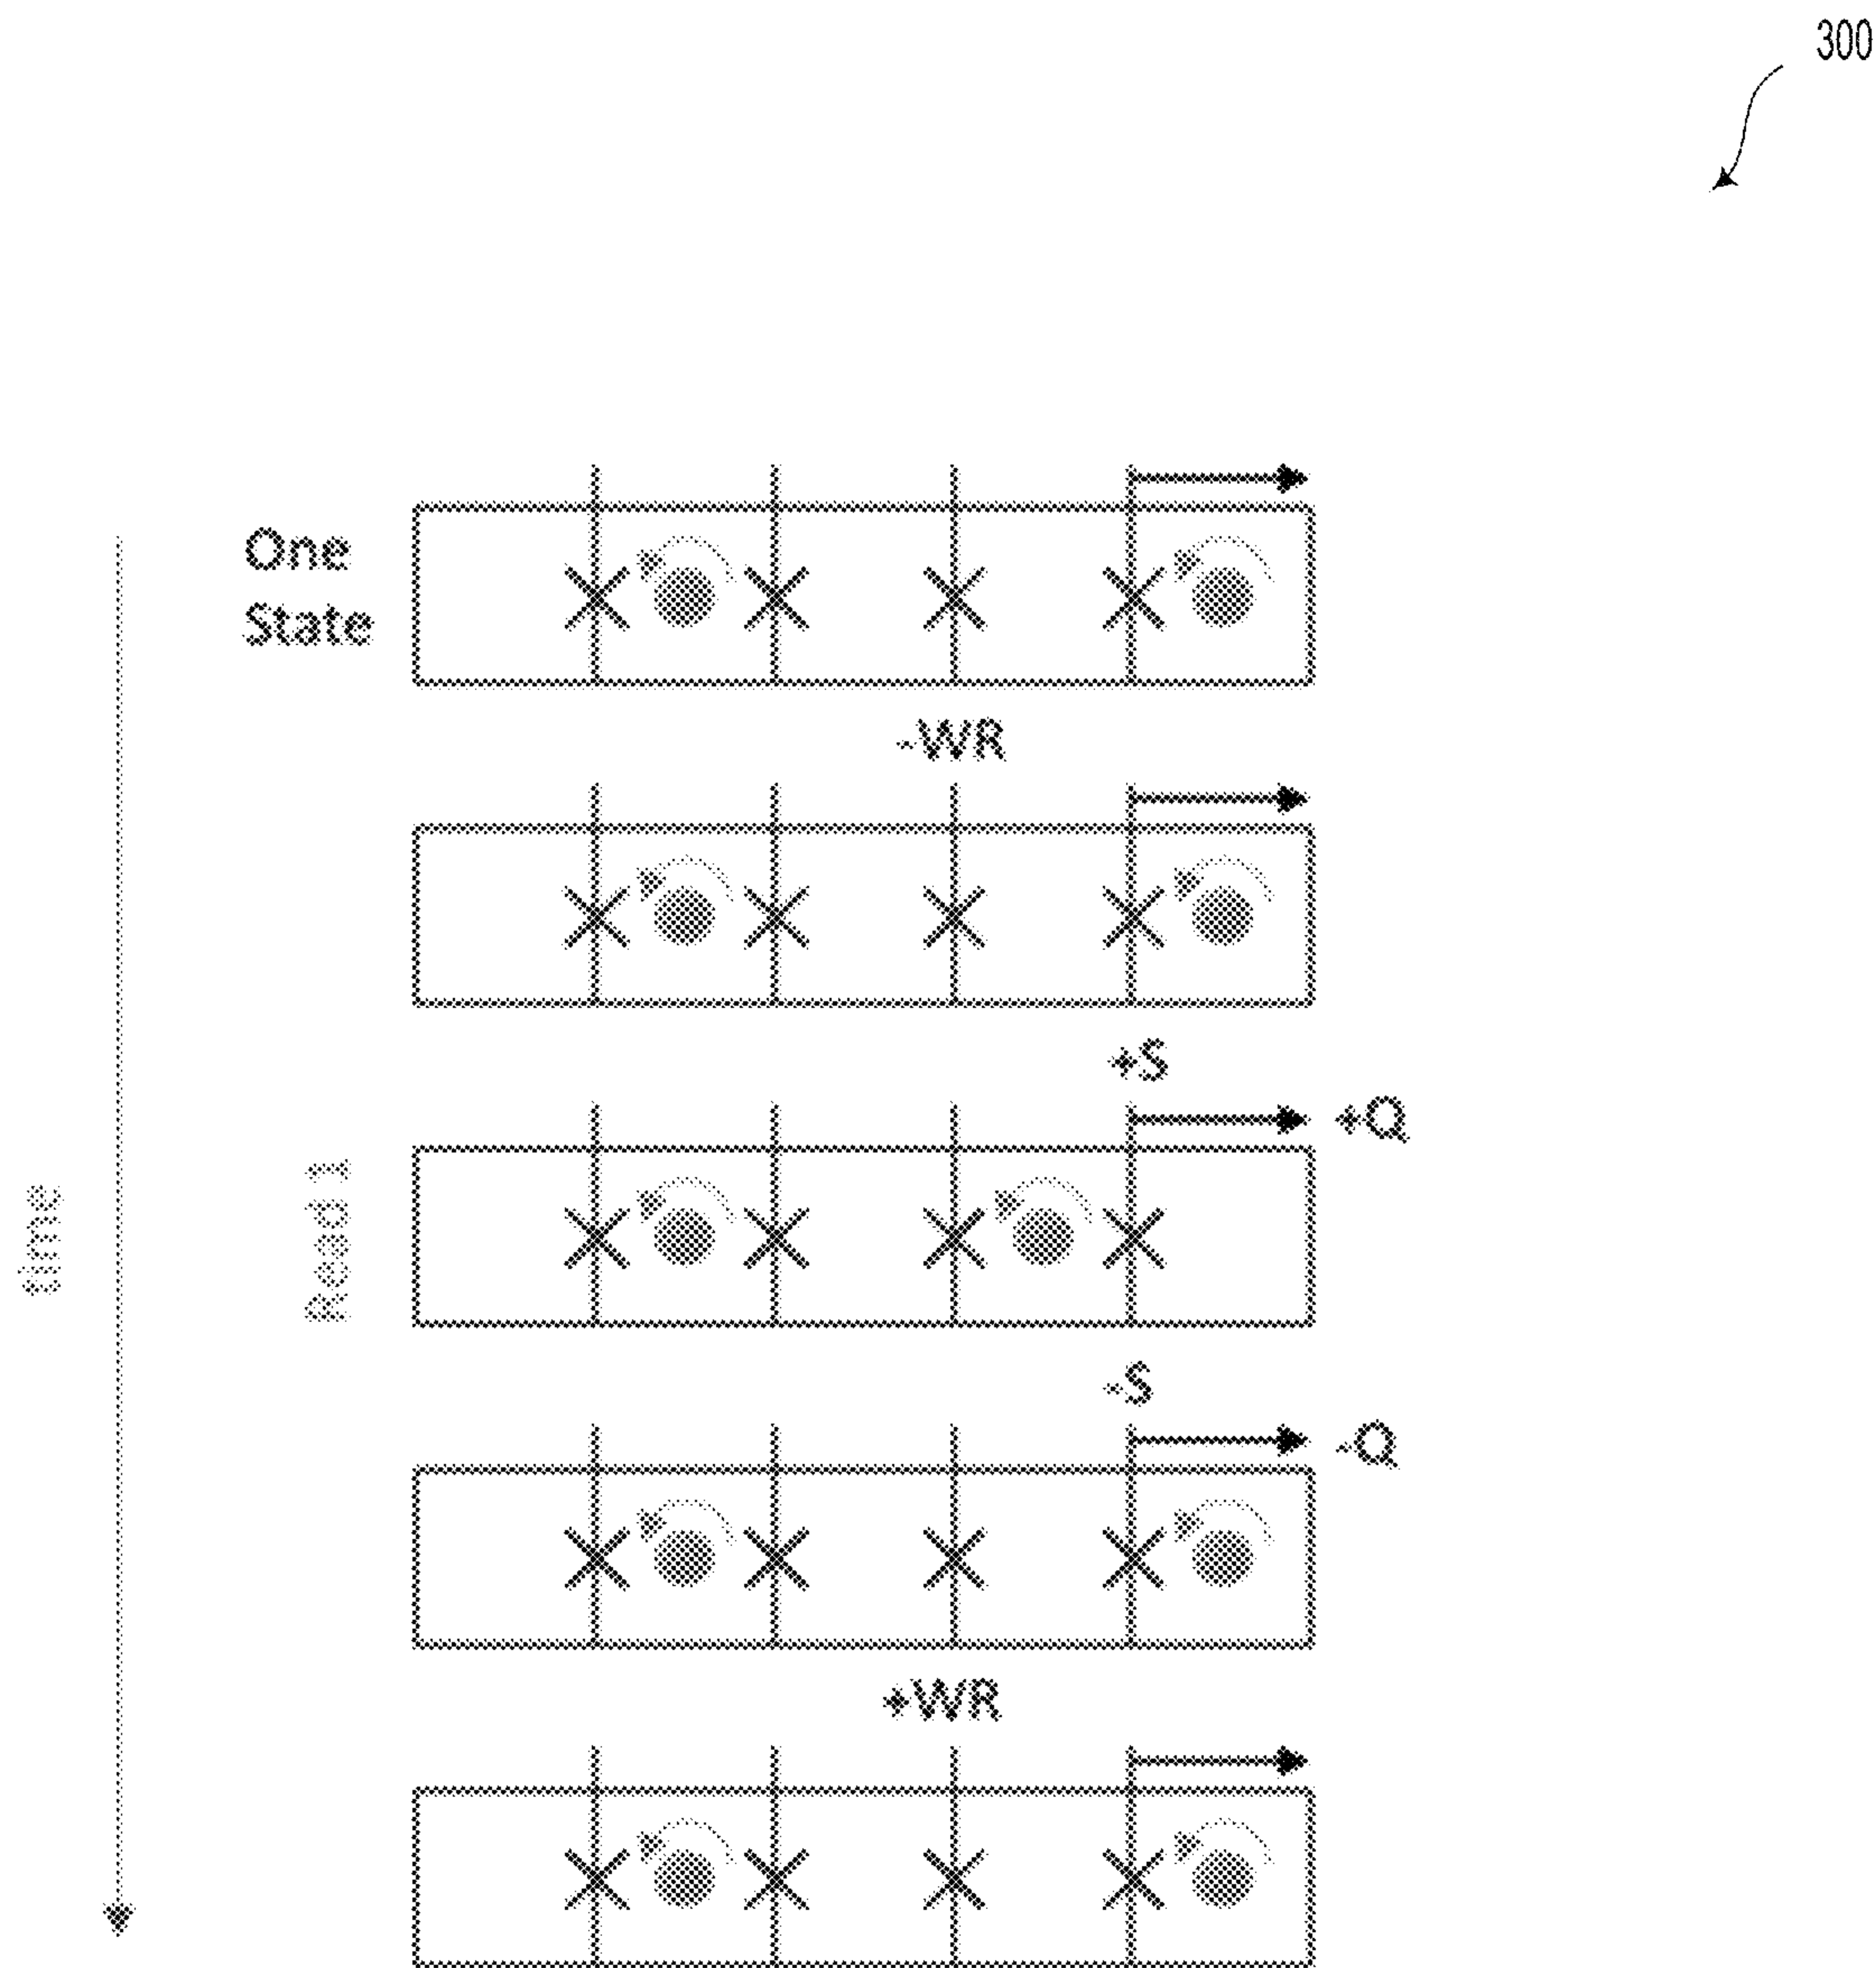 300
One
State
-WR
+S
+Q
time
Read 1
-S
-Q
+WR